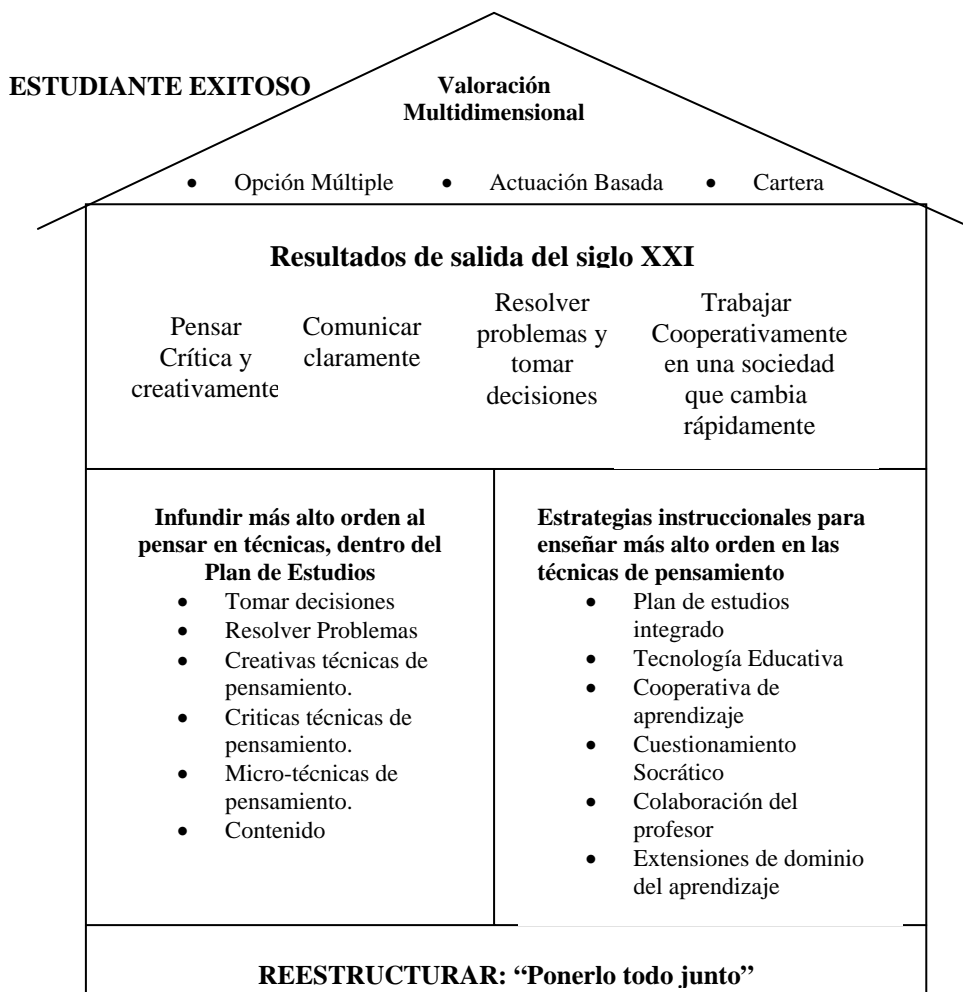 ESTUDIANTE EXITOSO
Valoración
Multidimensional
• Opción Múltiple • Actuación Basada • Cartera
Resultados de salida del siglo XXI
Pensar
Crítica y
creativamente
Comunicar
claramente
Resolver
problemas y
tomar
decisiones
Trabajar
Cooperativamente
en una sociedad
que cambia
rápidamente
Infundir más alto orden al
pensar en técnicas, dentro del
Plan de Estudios
• Tomar decisiones
• Resolver Problemas
• Creativas técnicas de
pensamiento.
• Criticas técnicas de
pensamiento.
• Micro-técnicas de
pensamiento.
• Contenido
Estrategias instruccionales para
enseñar más alto orden en las
técnicas de pensamiento
• Plan de estudios
integrado
• Tecnología Educativa
• Cooperativa de
aprendizaje
• Cuestionamiento
Socrático
• Colaboración del
profesor
• Extensiones de dominio
del aprendizaje
REESTRUCTURAR: “Ponerlo todo junto”